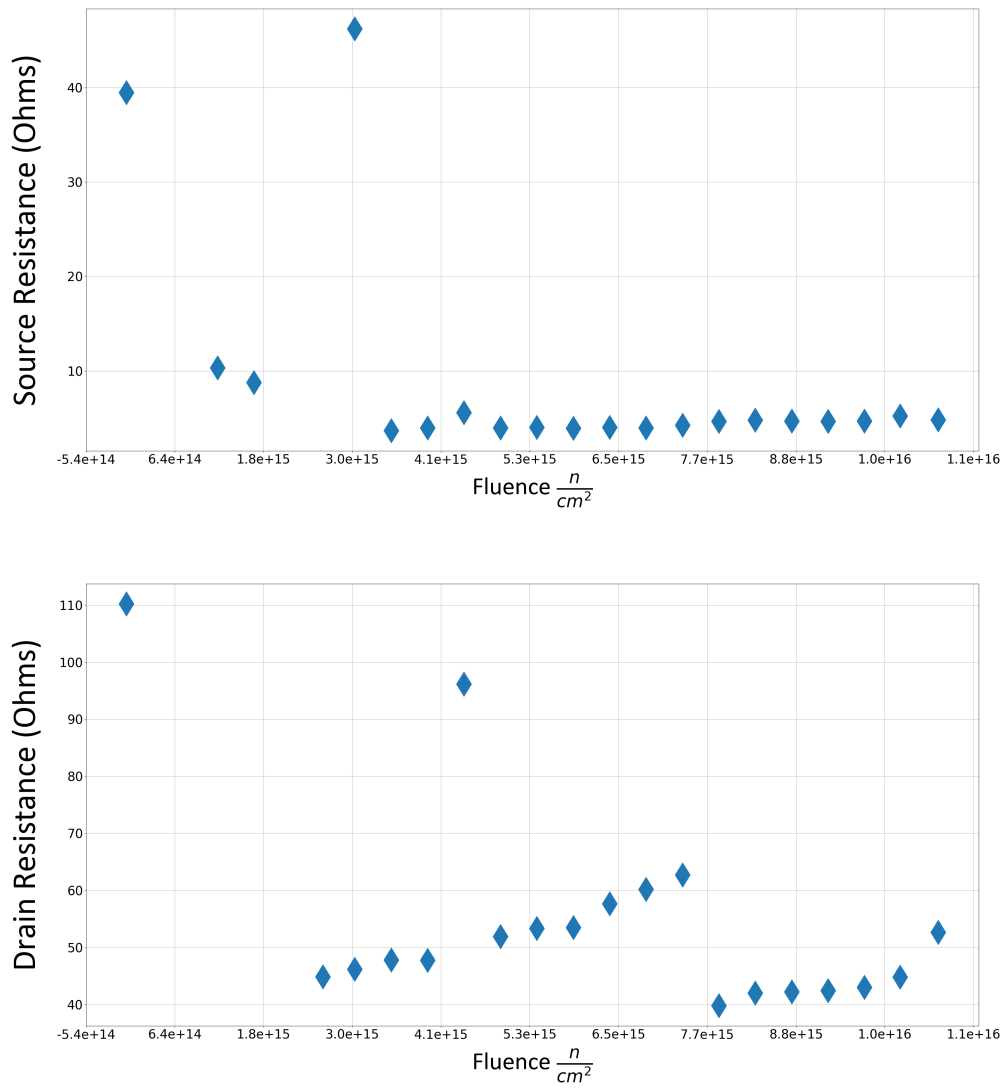 Source Resistance (Ohms)
40
30
20
10
-5.4e+14 6.4e+14 1.8e+15 3.0e+15 4.1e+15 5.3e+15 6.5e+15 7.7e+15 8.8e+15 1.0e+16 1.1e+16
Fluence n/cm²
Drain Resistance (Ohms)
110
100
90
80
70
60
50
40
-5.4e+14 6.4e+14 1.8e+15 3.0e+15 4.1e+15 5.3e+15 6.5e+15 7.7e+15 8.8e+15 1.0e+16 1.1e+16
Fluence n/cm²